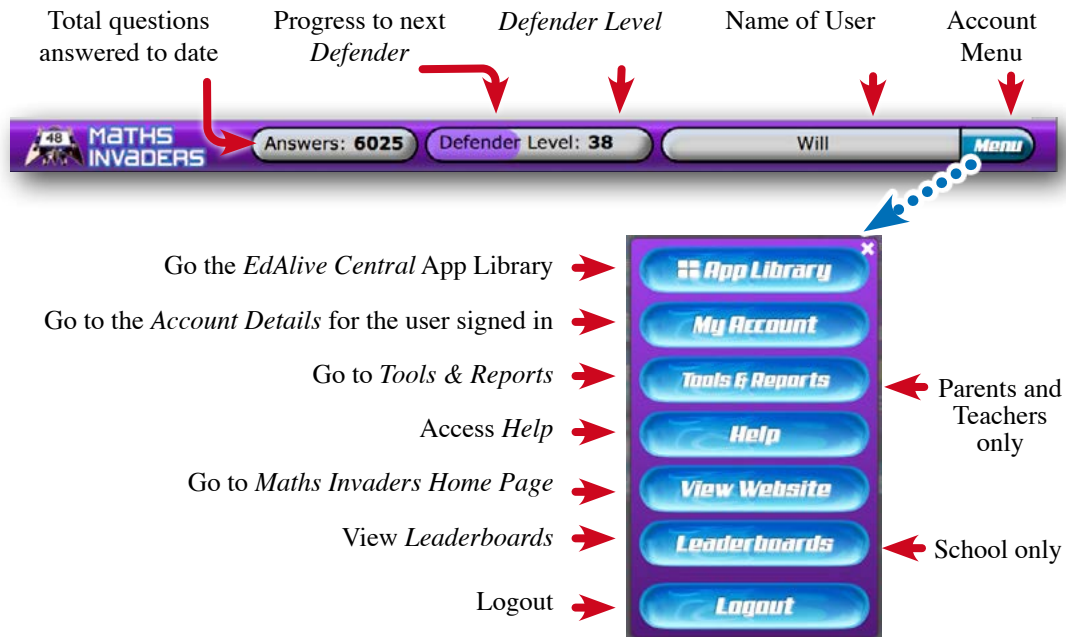 Total questions
answered to date
Progress to next
Defender
Defender Level
Name of User
Account
Menu
48
MATHS
INVADERS
Answers: 6025
Defender Level: 38
Will
Menu
Go the EdAlive Central App Library
App Library
Go to the Account Details for the user signed in
My Account
Go to Tools & Reports
Tools & Reports
Parents and
Teachers
only
Access Help
Help
Go to Maths Invaders Home Page
View Website
View Leaderboards
Leaderboards
School only
Logout
Logout